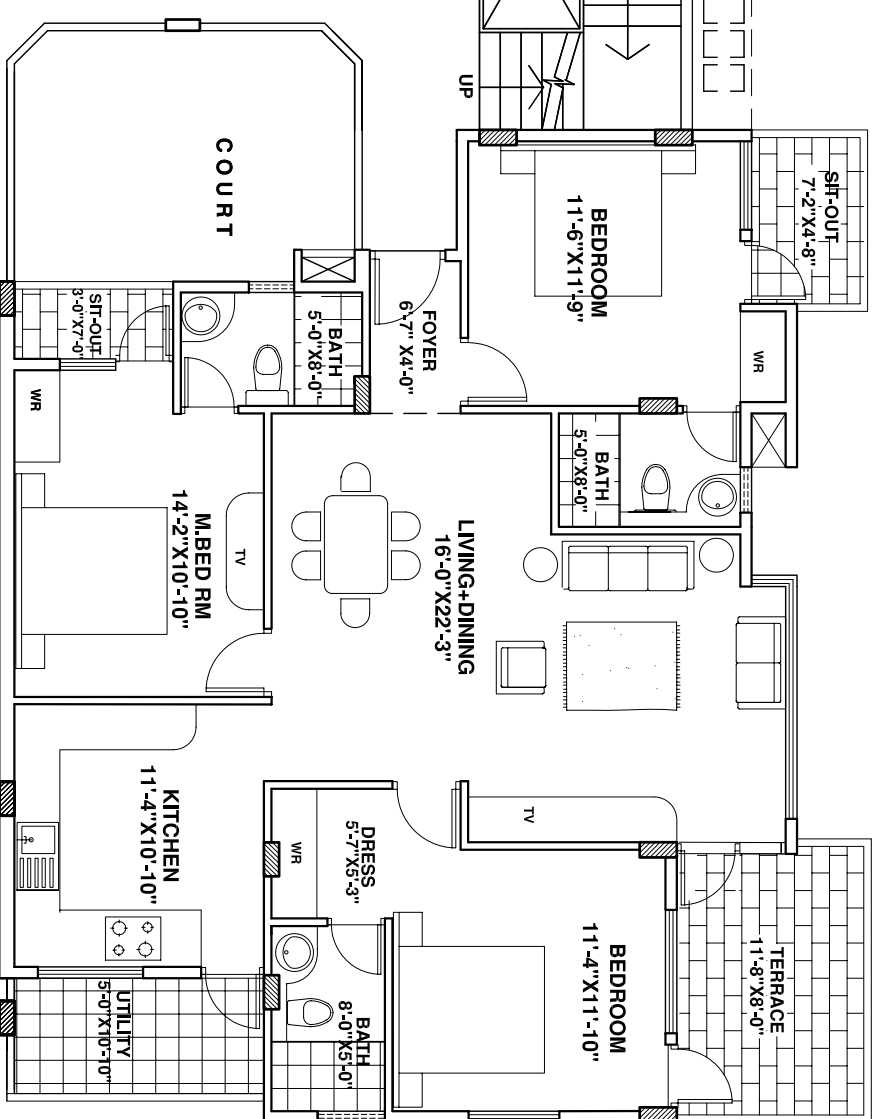 UP
COURT
SIT-OUT
7'-2"X4'-8"
BEDROOM
11'-6"X11'-9"
SIT-OUT
3'-0"X7'-0"
BATH
5'-0"X8'-0"
FOYER
6'-7" X4'-0"
WR
WR
BATH
5'-0"X8'-0"
M.BED RM
14'-2"X10'-10"
TV
LIVING+DINING
16'-0"X22'-3"
KITCHEN
11'-4"X10'-10"
TV
DRESS
5'-7"X5'-3"
WR
BEDROOM
11'-4"X11'-10"
TERRACE
11'-8"X8'-0"
UTILITY
5'-0"X10'-10"
BATH
8'-0"X5'-0"